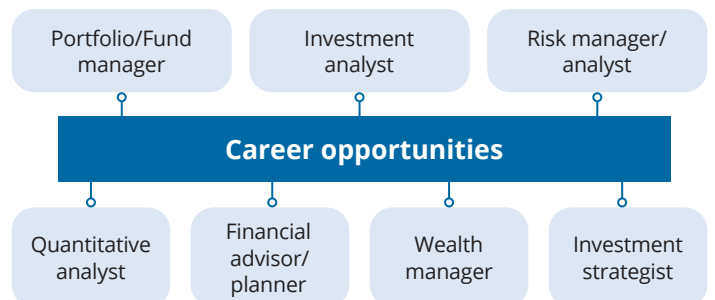 Portfolio/Fund
manager
Investment
analyst
Risk manager/
analyst
Career opportunities
Quantitative
analyst
Financial
advisor/
planner
Wealth
manager
Investment
strategist